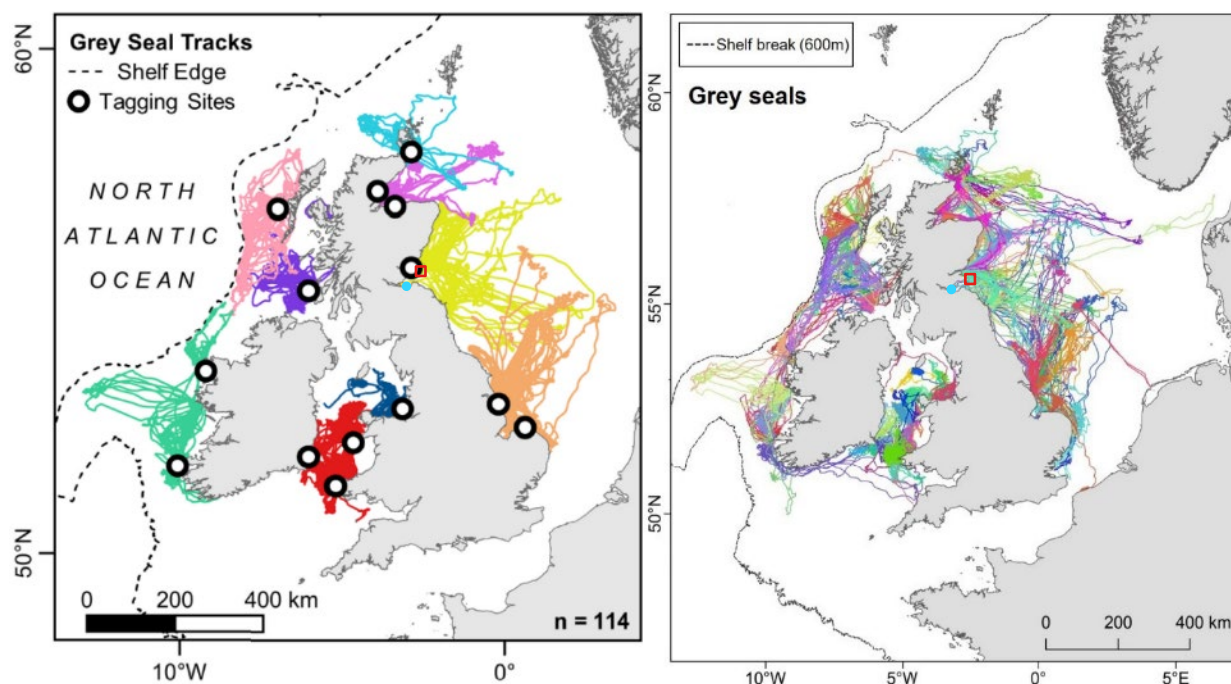 Grey Seal Tracks
Shelf Edge
Tagging Sites
NORTH
ATLANTIC
OCEAN
60°N
50°N
0 200 400 km
n = 114
10°W 0°
Shelf break (600m)
Grey seals
60°N
55°N
50°N
0 200 400 km
10°W 5°W 0° 5°E